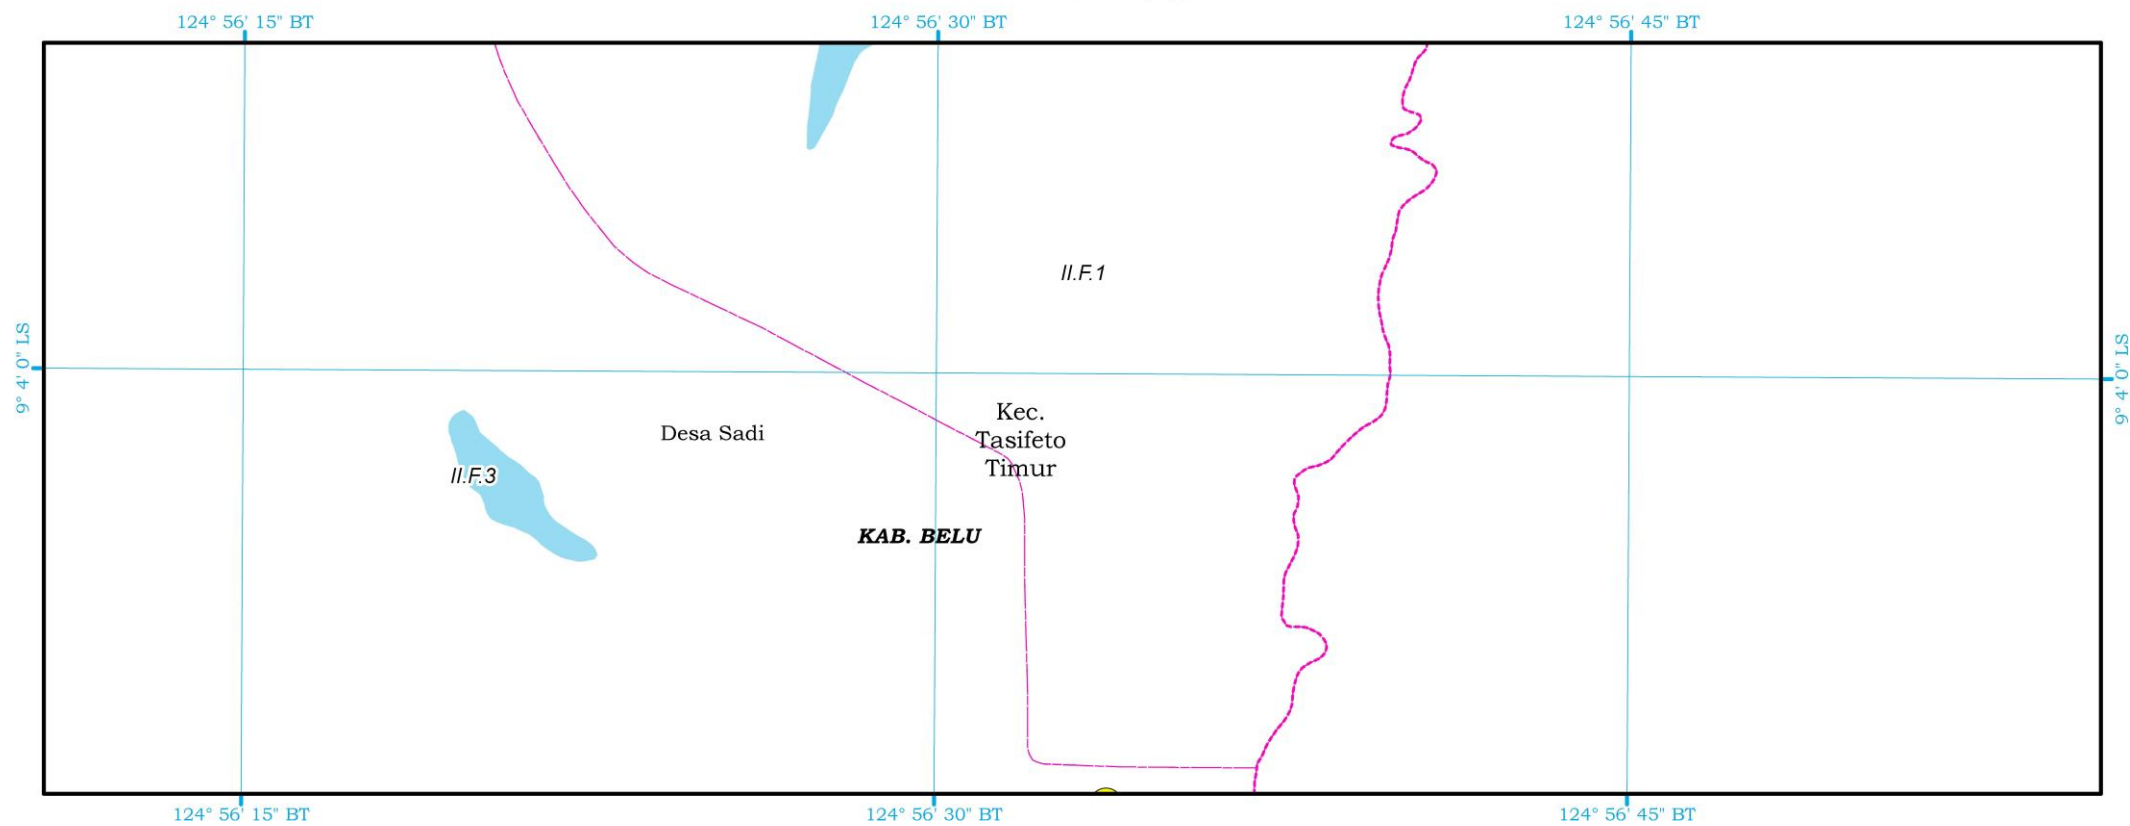 124° 56' 15" BT
124° 56' 30" BT
124° 56' 45" BT
II.F.1
9° 4' 0" LS
9° 4' 0" LS
Kec.
Tasifeto
Timur
Desa Sadi
II.F.3
KAB. BELU
124° 56' 15" BT
124° 56' 30" BT
124° 56' 45" BT